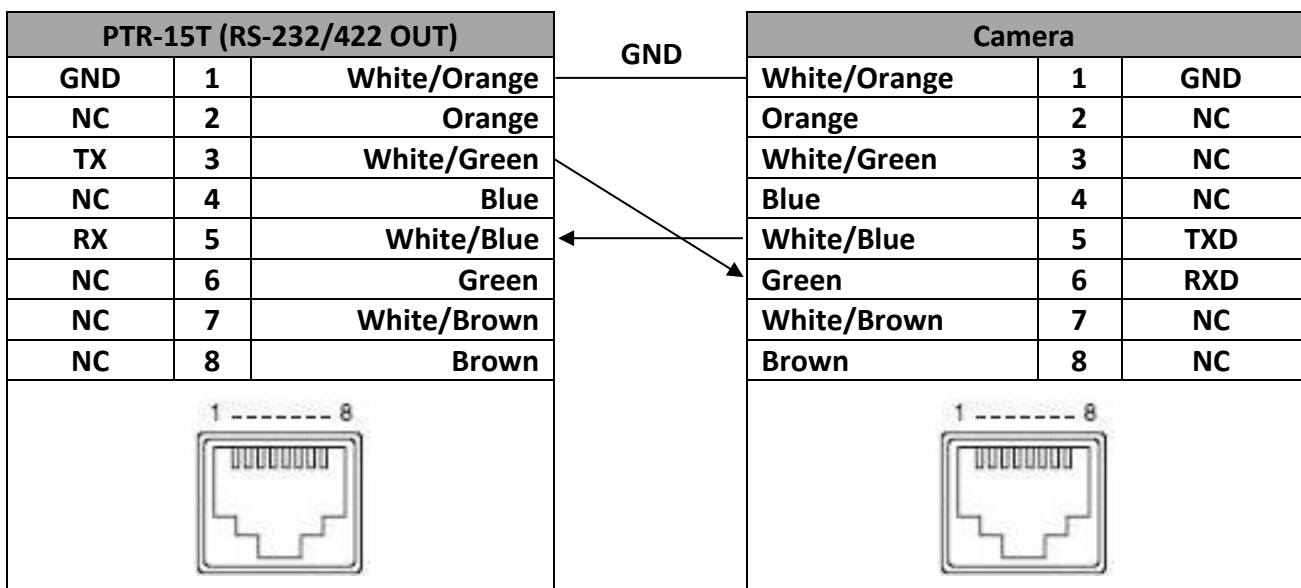 PTR-15T (RS-232/422 OUT) GND Camera
GND 1 White/Orange White/Orange 1 GND
NC 2 Orange Orange 2 NC
TX 3 White/Green White/Green 3 NC
NC 4 Blue Blue 4 NC
RX 5 White/Blue White/Blue 5 TXD
NC 6 Green Green 6 RXD
NC 7 White/Brown White/Brown 7 NC
NC 8 Brown Brown 8 NC
1 ------- 8 1 ------- 8